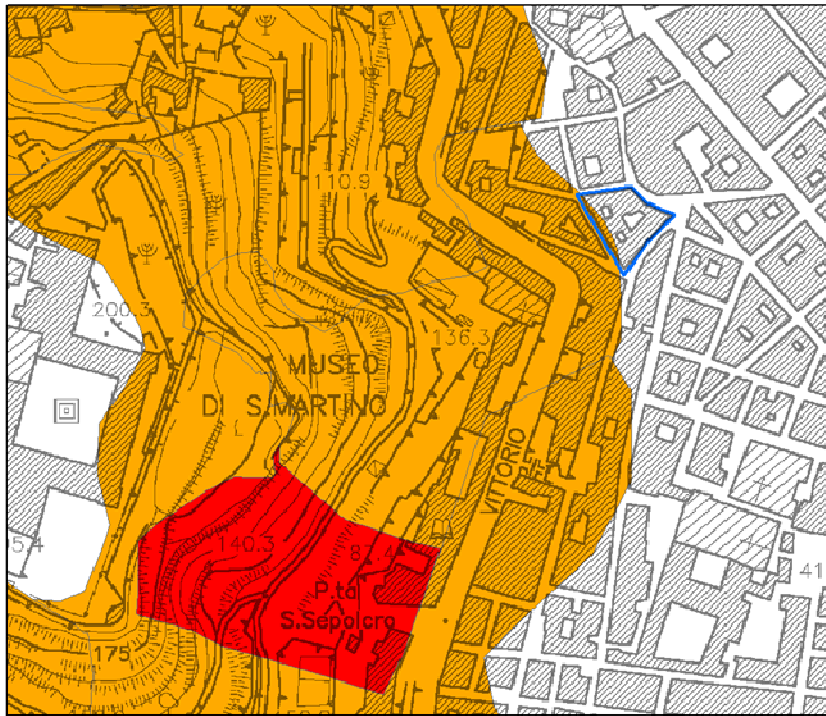 110.9
200.3
136.3
MUSEO
DI S.MARTINO
VITTORIO
140.3
87.4
P.ta
S.Sepolcro
175
41